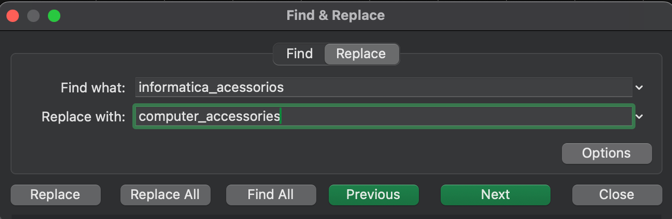 Find & Replace
Find Replace
Find what: informatica_acessorios
Replace with: computer_accessories
Options
Replace Replace All Find All Previous Next Close